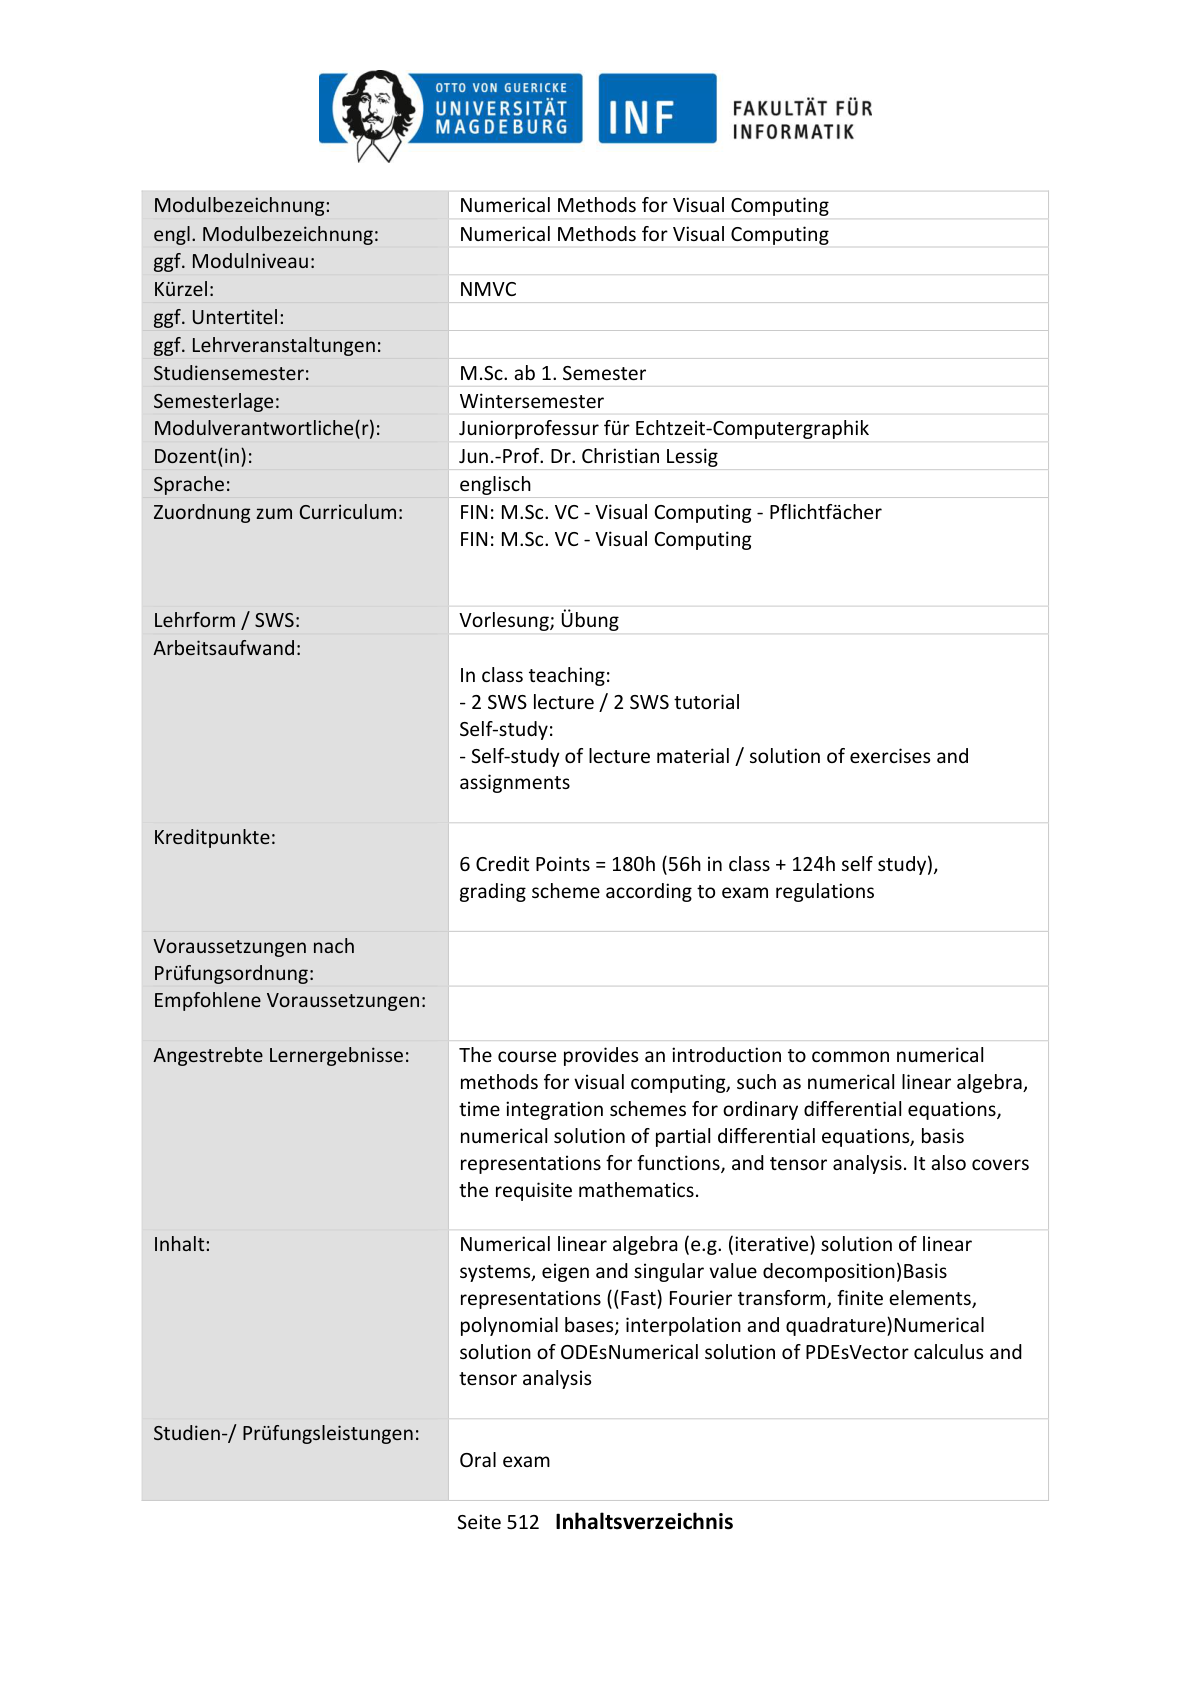 OTTO VON GUERICKE
UNIVERSITÄT
MAGDEBURG
INF
FAKULTÄT FÜR
INFORMATIK
Modulbezeichnung: Numerical Methods for Visual Computing
engl. Modulbezeichnung: Numerical Methods for Visual Computing
ggf. Modulniveau:
Kürzel: NMVC
ggf. Untertitel:
ggf. Lehrveranstaltungen:
Studiensemester: M.Sc. ab 1. Semester
Semesterlage: Wintersemester
Modulverantwortliche(r): Juniorprofessur für Echtzeit-Computergraphik
Dozent(in): Jun.-Prof. Dr. Christian Lessig
Sprache: englisch
Zuordnung zum Curriculum: FIN: M.Sc. VC - Visual Computing - Pflichtfächer
FIN: M.Sc. VC - Visual Computing
Lehrform / SWS: Vorlesung; Übung
Arbeitsaufwand:
In class teaching:
- 2 SWS lecture / 2 SWS tutorial
Self-study:
- Self-study of lecture material / solution of exercises and
assignments
Kreditpunkte:
6 Credit Points = 180h (56h in class + 124h self study),
grading scheme according to exam regulations
Voraussetzungen nach
Prüfungsordnung:
Empfohlene Voraussetzungen:
Angestrebte Lernergebnisse: The course provides an introduction to common numerical
methods for visual computing, such as numerical linear algebra,
time integration schemes for ordinary differential equations,
numerical solution of partial differential equations, basis
representations for functions, and tensor analysis. It also covers
the requisite mathematics.
Inhalt: Numerical linear algebra (e.g. (iterative) solution of linear
systems, eigen and singular value decomposition)Basis
representations ((Fast) Fourier transform, finite elements,
polynomial bases; interpolation and quadrature)Numerical
solution of ODEsNumerical solution of PDEsVector calculus and
tensor analysis
Studien-/ Prüfungsleistungen:
Oral exam
Seite 512 Inhaltsverzeichnis